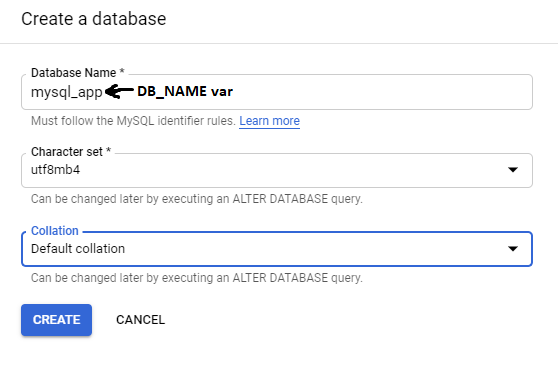 Create a database
Database Name *
mysql_app DB_NAME var
Must follow the MySQL identifier rules. Learn more
Character set *
utf8mb4
Can be changed later by executing an ALTER DATABASE query.
Collation
Default collation
Can be changed later by executing an ALTER DATABASE query.
CREATE CANCEL